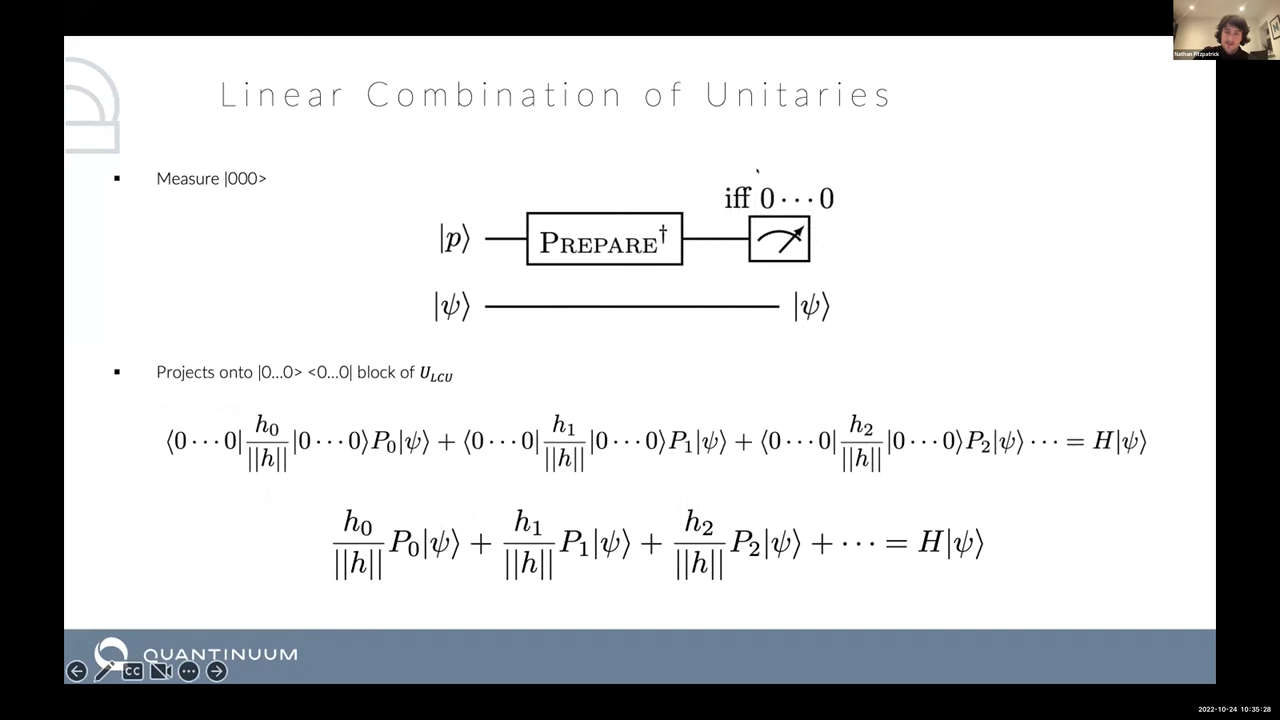 Nathan Fitzpatrick
Linear Combination of Unitaries
▪ Measure |000>
iff 0 · · · 0
|p⟩ PREPARE†
|ψ⟩ |ψ⟩
▪ Projects onto |0...0> <0...0| block of U_LCU
⟨0 · · · 0| h₀/||h|| |0 · · · 0⟩P₀|ψ⟩ + ⟨0 · · · 0| h₁/||h|| |0 · · · 0⟩P₁|ψ⟩ + ⟨0 · · · 0| h₂/||h|| |0 · · · 0⟩P₂|ψ⟩ · · · = H|ψ⟩
h₀/||h|| P₀|ψ⟩ + h₁/||h|| P₁|ψ⟩ + h₂/||h|| P₂|ψ⟩ + · · · = H|ψ⟩
QUANTINUUM
CC
2022-10-24 10:35:28